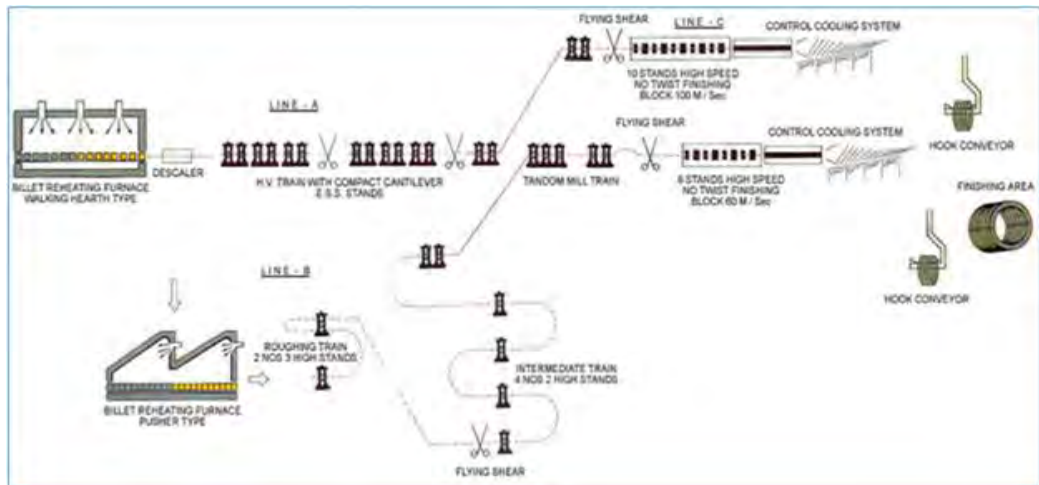 FLYING SHEAR
LINE - C
CONTROL COOLING SYSTEM
10 STANDS HIGH SPEED
NO TWIST FINISHING
BLOCK 100 M / Sec
LINE - A
DESCALER
BILLET REHEATING FURNACE
WALKING HEARTH TYPE
H.V. TRAIN WITH COMPACT CANTILEVER
& S.S. STANDS
FLYING SHEAR
TANDOM MILL TRAIN
CONTROL COOLING SYSTEM
6 STANDS HIGH SPEED
NO TWIST FINISHING
BLOCK 60 M / Sec
HOOK CONVEYOR
FINISHING AREA
HOOK CONVEYOR
LINE - B
ROUGHING TRAIN
2 NOS 3 HIGH STANDS
INTERMEDIATE TRAIN
4 NOS 2 HIGH STANDS
BILLET REHEATING FURNACE
PUSHER TYPE
FLYING SHEAR